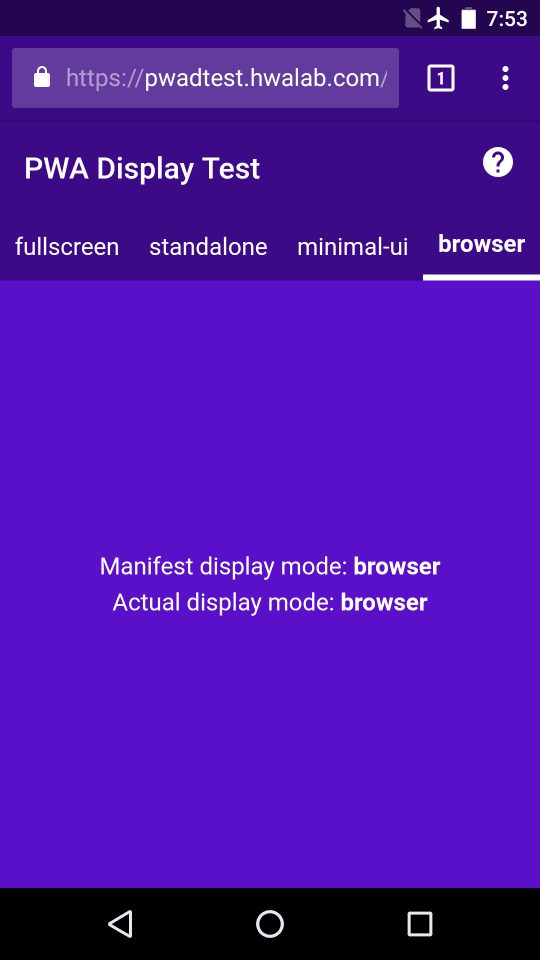 7:53
https://pwadtest.hwalab.com/
1
PWA Display Test
?
fullscreen standalone minimal-ui browser
Manifest display mode: browser
Actual display mode: browser